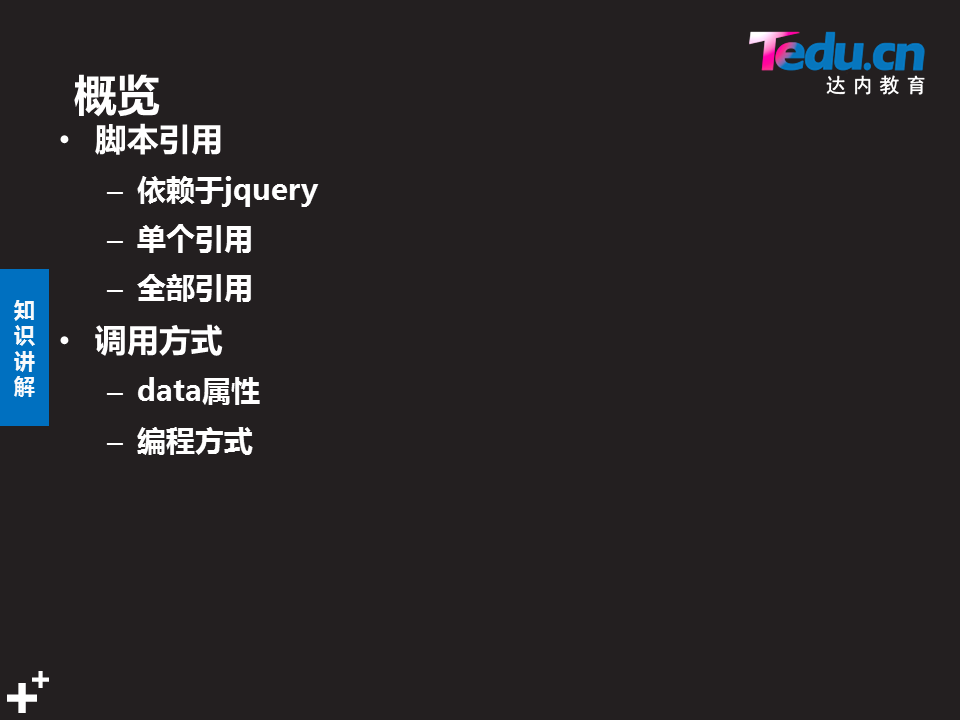 Tedu.cn
达内教育
概览
• 脚本引用
– 依赖于jquery
– 单个引用
– 全部引用
• 调用方式
– data属性
– 编程方式
知识讲解